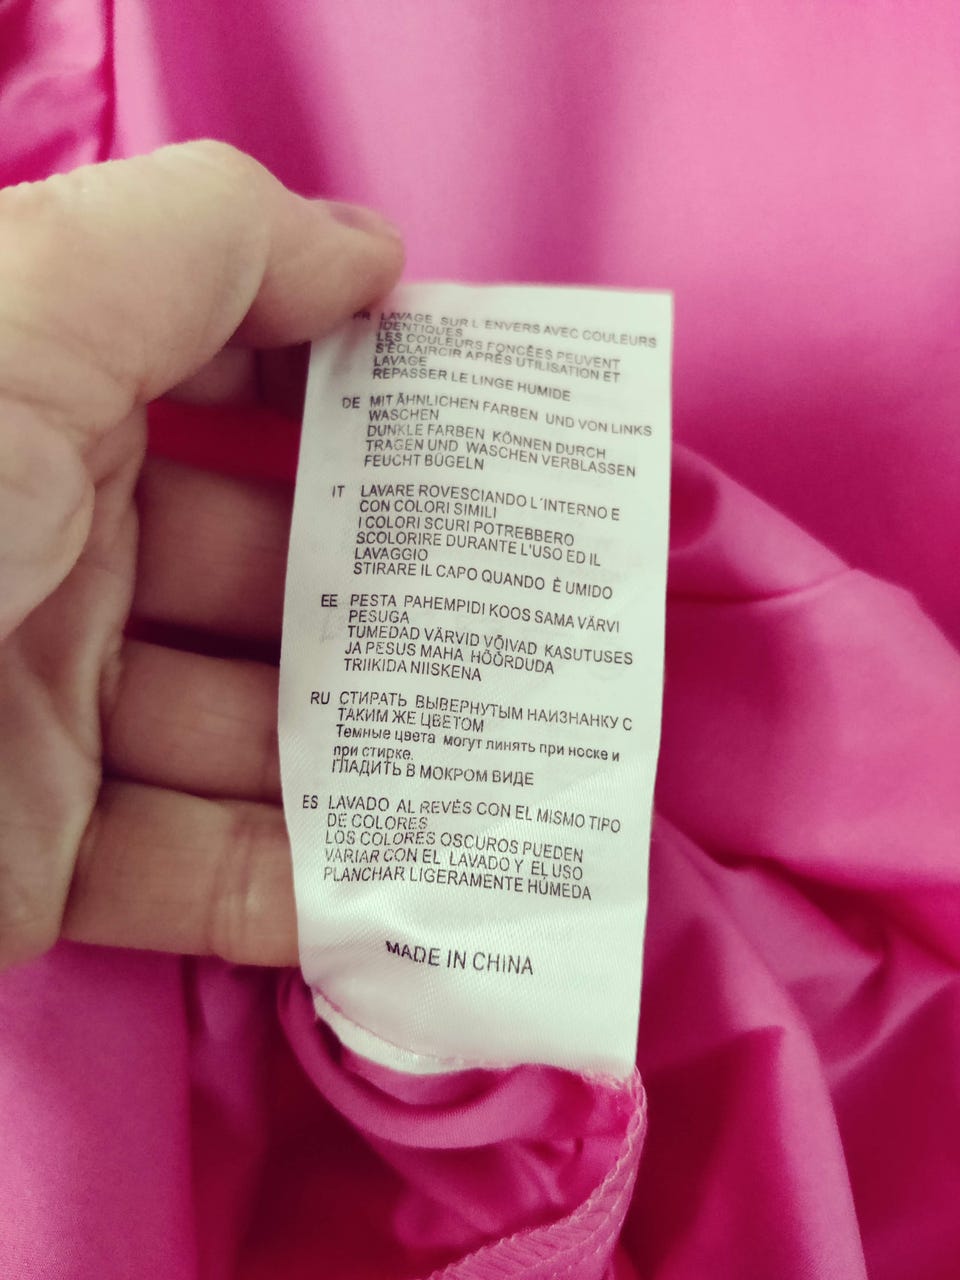 FR LAVAGE SUR L´ENVERS AVEC COULEURS
IDENTIQUES
LES COULEURS FONCÉES PEUVENT
S'ÉCLAIRCIR APRÈS UTILISATION ET
LAVAGE
REPASSER LE LINGE HUMIDE
DE MIT ÄHNLICHEN FARBEN UND VON LINKS
WASCHEN
DUNKLE FARBEN KÖNNEN DURCH
TRAGEN UND WASCHEN VERBLASSEN
FEUCHT BÜGELN
IT LAVARE ROVESCIANDO L´INTERNO E
CON COLORI SIMILI
I COLORI SCURI POTREBBERO
SCOLORIRE DURANTE L'USO ED IL
LAVAGGIO
STIRARE IL CAPO QUANDO È UMIDO
EE PESTA PAHEMPIDI KOOS SAMA VÄRVI
PESUGA
TUMEDAD VÄRVID VÕIVAD KASUTUSES
JA PESUS MAHA HÕÕRDUDA
TRIIKIDA NIISKENA
RU СТИРАТЬ ВЫВЕРНУТЫМ НАИЗНАНКУ С
ТАКИМ ЖЕ ЦВЕТОМ
Темные цвета могут линять при носке и
при стирке.
ГЛАДИТЬ В МОКРОМ ВИДЕ
ES LAVADO AL REVÉS CON EL MISMO TIPO
DE COLORES
LOS COLORES OSCUROS PUEDEN
VARIAR CON EL LAVADO Y EL USO
PLANCHAR LIGERAMENTE HÚMEDA
MADE IN CHINA